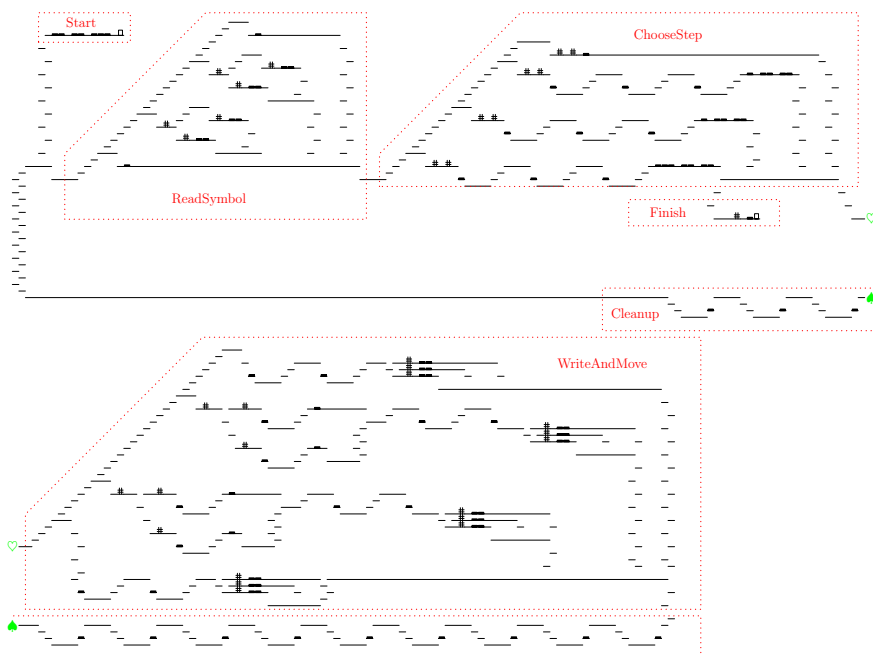 Start
ChooseStep
ReadSymbol
Finish
Cleanup
WriteAndMove